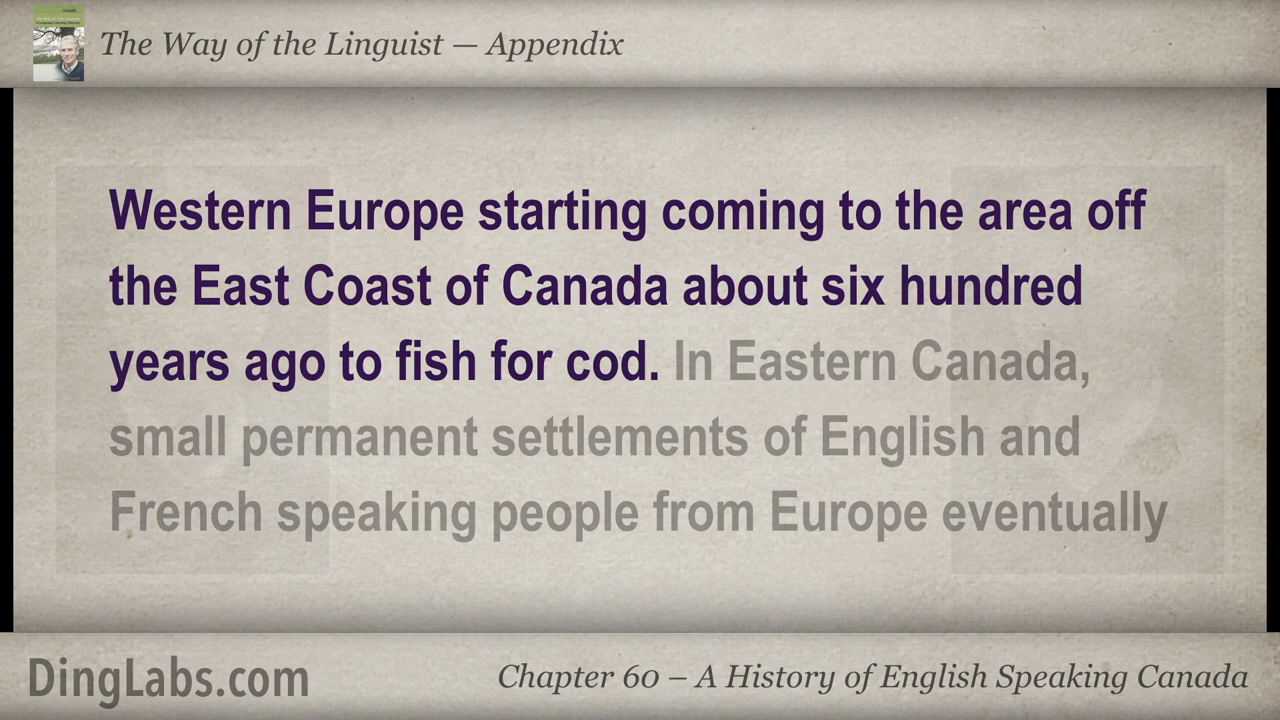 The Way of the Linguist — Appendix
Western Europe starting coming to the area off
the East Coast of Canada about six hundred
years ago to fish for cod. In Eastern Canada,
small permanent settlements of English and
French speaking people from Europe eventually
DingLabs.com
Chapter 60 – A History of English Speaking Canada